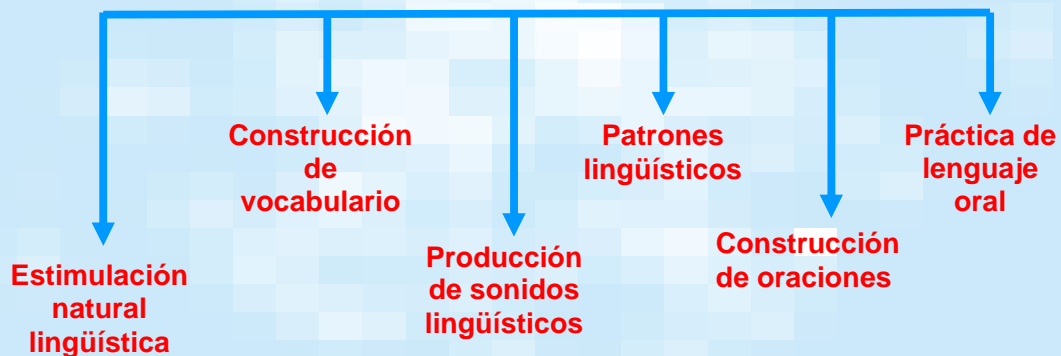 Estimulación
natural
lingüística
Construcción
de
vocabulario
Producción
de sonidos
lingüísticos
Patrones
lingüísticos
Construcción
de oraciones
Práctica de
lenguaje
oral